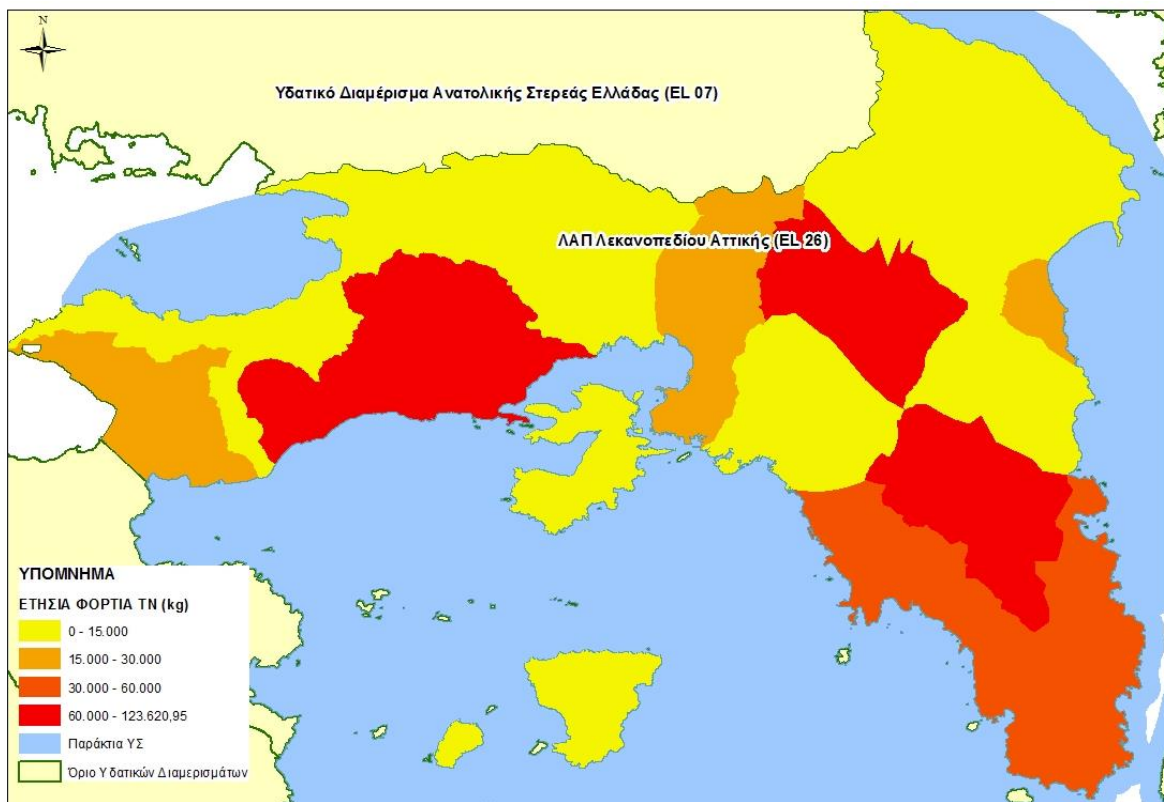 N
Υδατικό Διαμέρισμα Ανατολικής Στερεάς Ελλάδας (EL 07)
ΛΑΠ Λεκανοπεδίου Αττικής (EL 26)
ΥΠΟΜΝΗΜΑ
ΕΤΗΣΙΑ ΦΟΡΤΙΑ ΤΝ (kg)
0 - 15.000
15.000 - 30.000
30.000 - 60.000
60.000 - 123.620,95
Παράκτια ΥΣ
Όριο Υδατικών Διαμερισμάτων